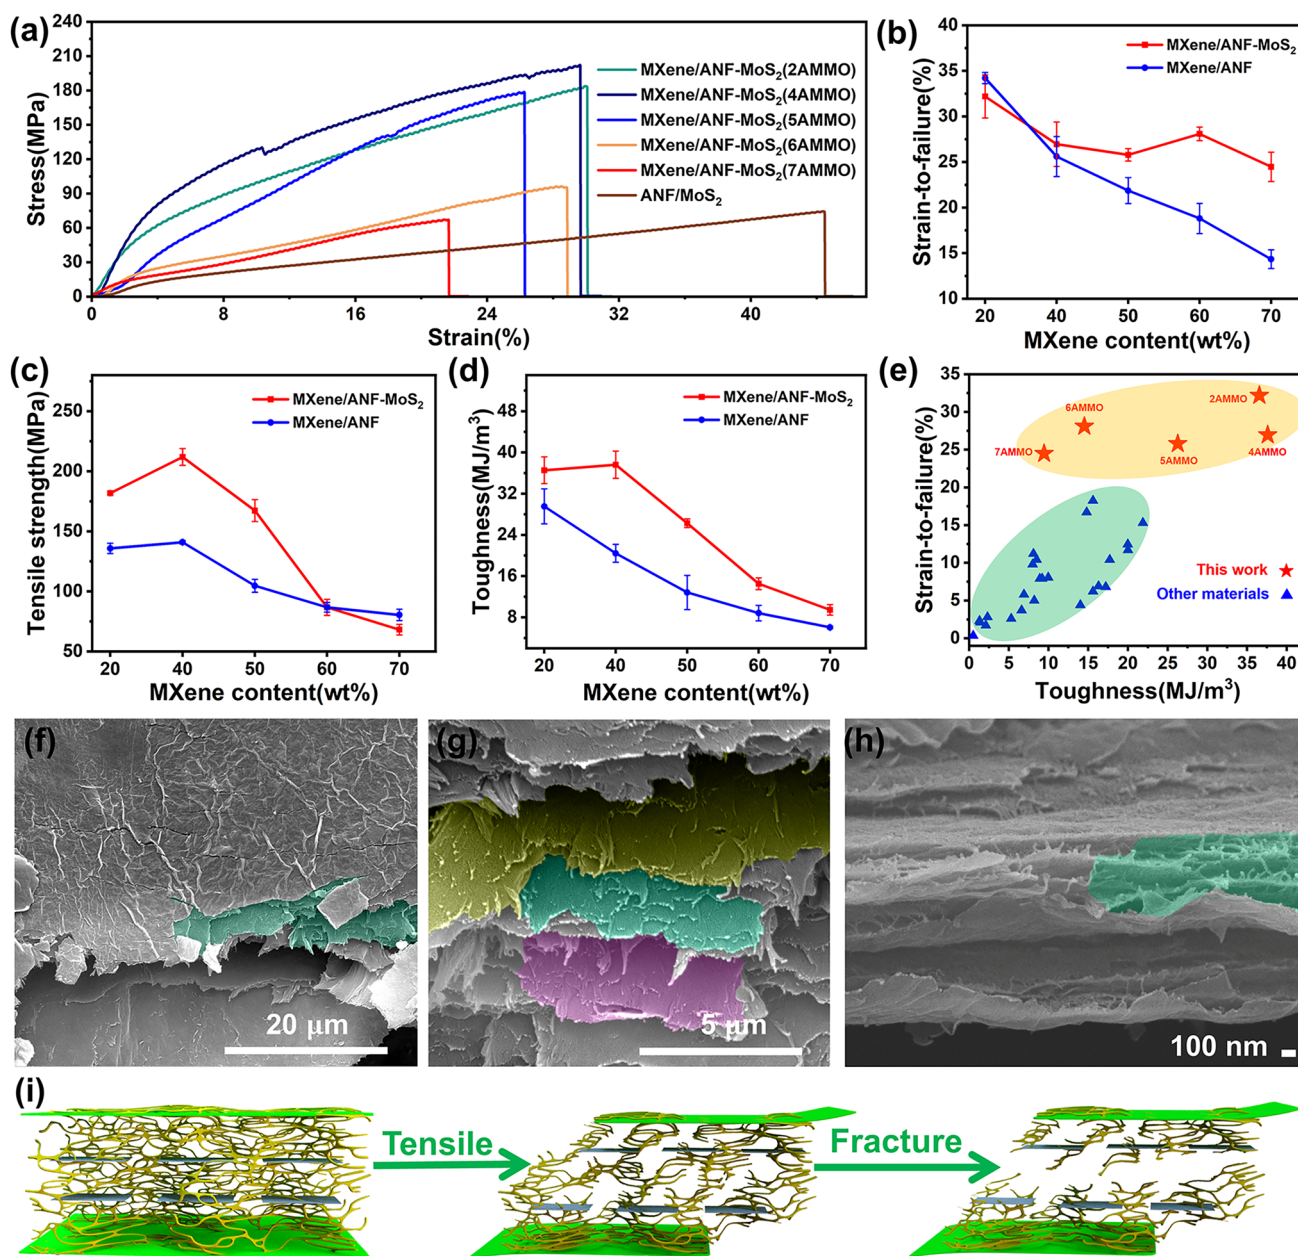 (a)
Stress(MPa)
240
210
180
150
120
90
60
30
0
0 8 16 24 32 40
Strain(%)
MXene/ANF-MoS₂(2AMMO)
MXene/ANF-MoS₂(4AMMO)
MXene/ANF-MoS₂(5AMMO)
MXene/ANF-MoS₂(6AMMO)
MXene/ANF-MoS₂(7AMMO)
ANF/MoS₂
(b)
Strain-to-failure(%)
40
35
30
25
20
15
10
20 40 50 60 70
MXene content(wt%)
MXene/ANF-MoS₂
MXene/ANF
(c)
Tensile strength(MPa)
250
200
150
100
50
20 40 50 60 70
MXene content(wt%)
MXene/ANF-MoS₂
MXene/ANF
(d)
Toughness(MJ/m³)
48
40
32
24
16
8
20 40 50 60 70
MXene content(wt%)
MXene/ANF-MoS₂
MXene/ANF
(e)
Strain-to-failure(%)
35
30
25
20
15
10
5
0
0 5 10 15 20 25 30 35 40
Toughness(MJ/m³)
2AMMO
6AMMO
7AMMO
5AMMO
4AMMO
This work
Other materials
(f)
20 μm
(g)
5 μm
(h)
100 nm
(i)
Tensile
Fracture